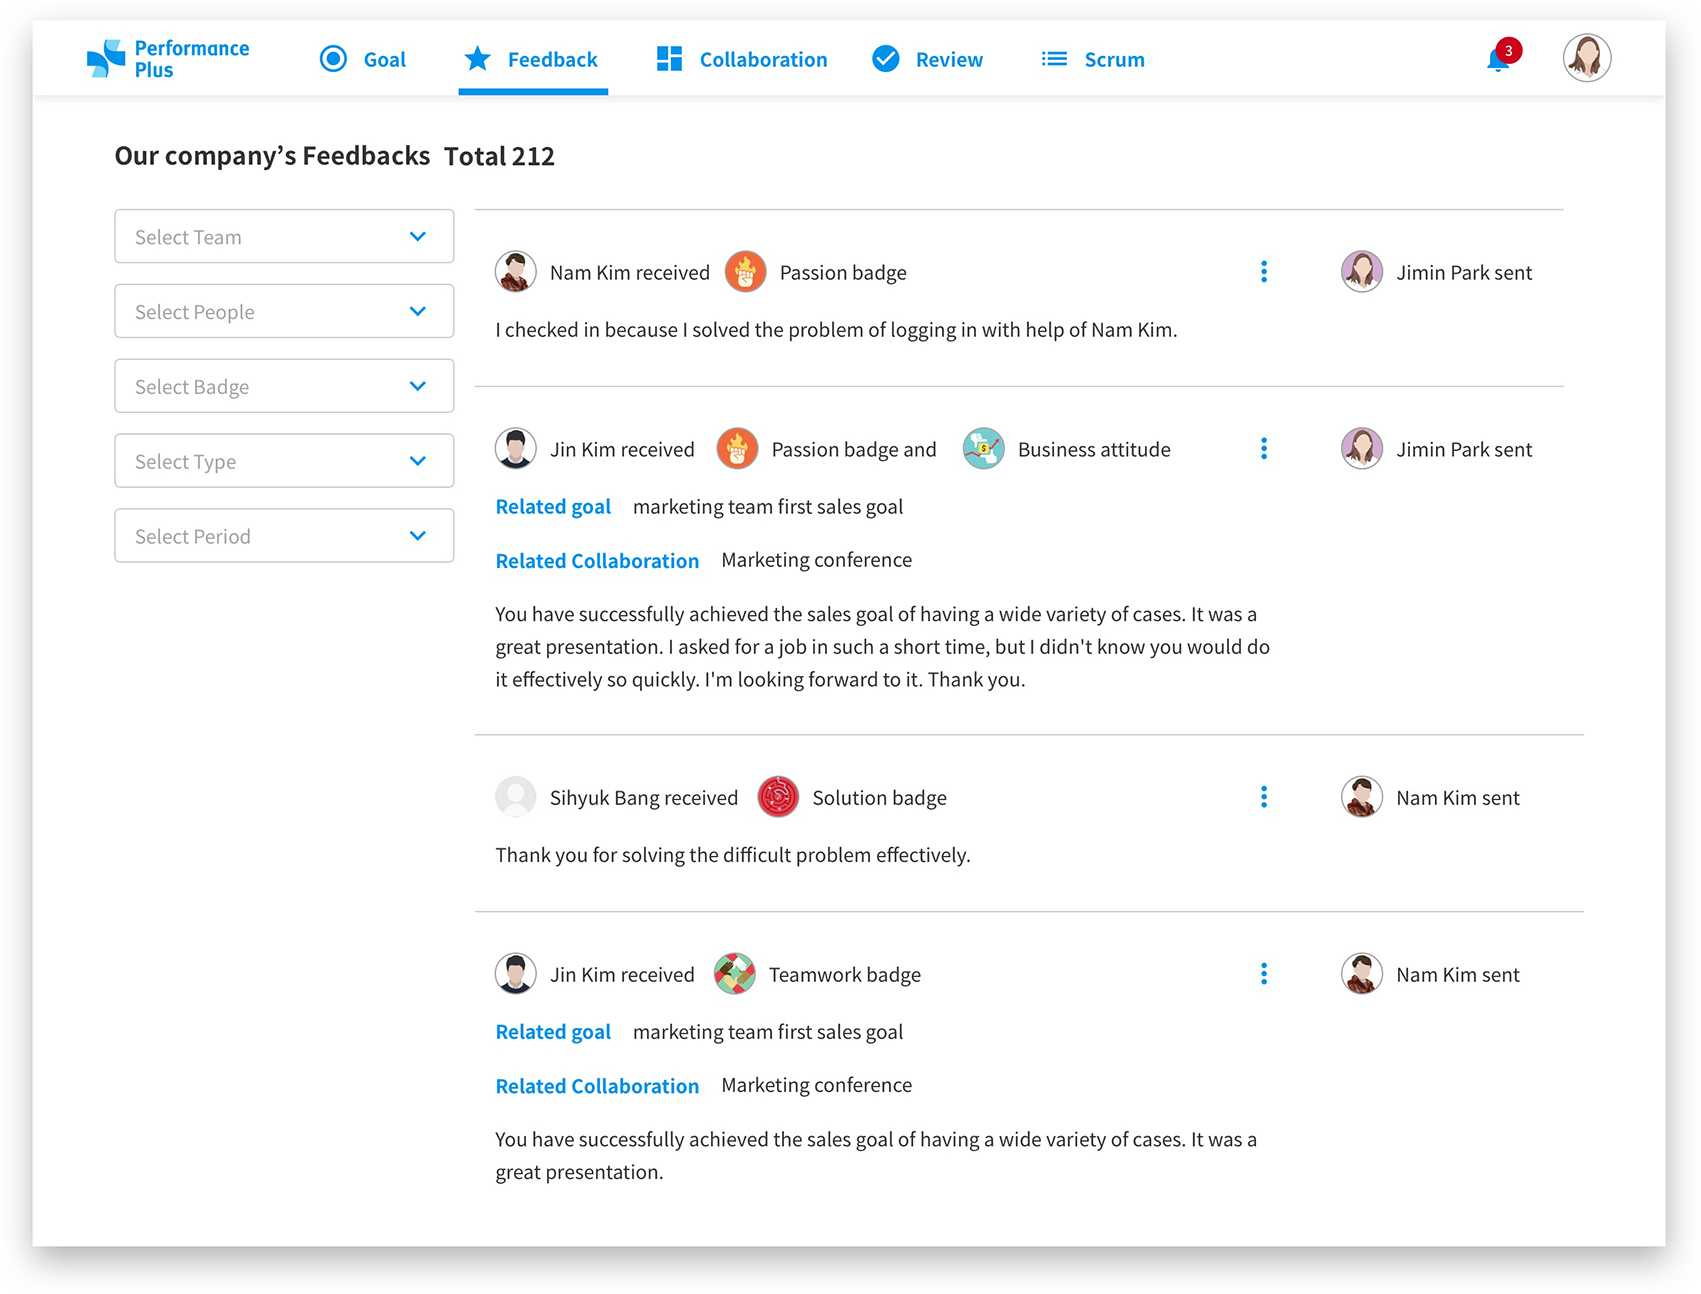 Performance
Plus
Goal
Feedback
Collaboration
Review
Scrum
3
Our company’s Feedbacks Total 212
Select Team
Select People
Select Badge
Select Type
Select Period
Nam Kim received Passion badge
Jimin Park sent
I checked in because I solved the problem of logging in with help of Nam Kim.
Jin Kim received Passion badge and Business attitude
Jimin Park sent
Related goal marketing team first sales goal
Related Collaboration Marketing conference
You have successfully achieved the sales goal of having a wide variety of cases. It was a
great presentation. I asked for a job in such a short time, but I didn't know you would do
it effectively so quickly. I'm looking forward to it. Thank you.
Sihyuk Bang received Solution badge
Nam Kim sent
Thank you for solving the difficult problem effectively.
Jin Kim received Teamwork badge
Nam Kim sent
Related goal marketing team first sales goal
Related Collaboration Marketing conference
You have successfully achieved the sales goal of having a wide variety of cases. It was a
great presentation.